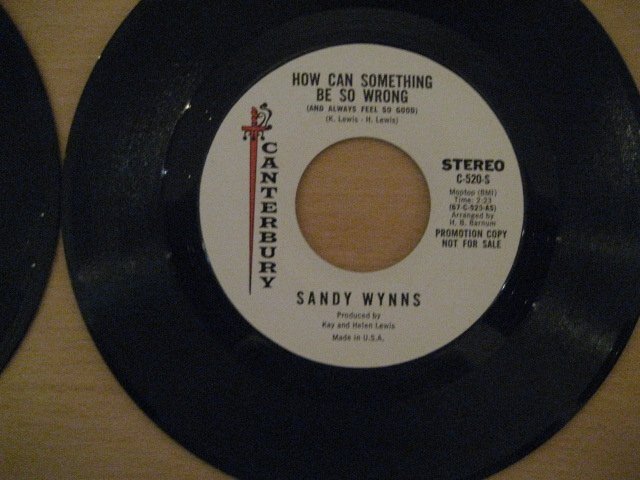 HOW CAN SOMETHING
BE SO WRONG
(AND ALWAYS FEEL SO GOOD)
(K. Lewis - H. Lewis)
CANTERBURY
STEREO
C-520-S
Moptop (BMI)
Time: 2:23
(67-C-523-AS)
Arranged by
H. B. Barnum
PROMOTION COPY
NOT FOR SALE
SANDY WYNNS
Produced by
Kay and Helen Lewis
Made in U.S.A.